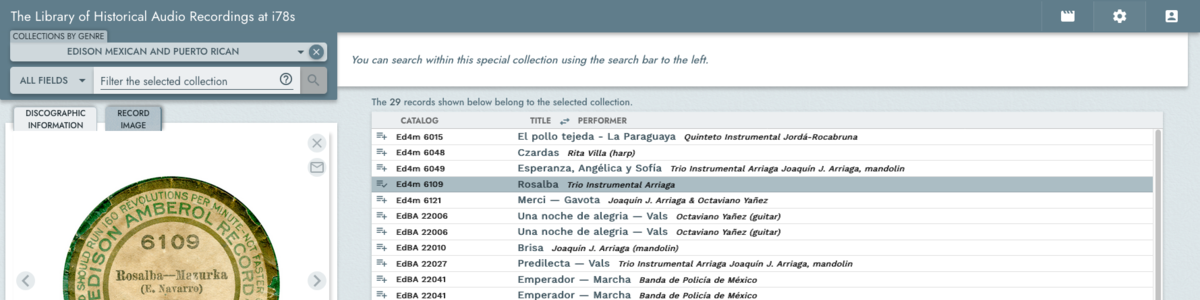 The Library of Historical Audio Recordings at i78s
COLLECTIONS BY GENRE
EDISON MEXICAN AND PUERTO RICAN
ALL FIELDS
Filter the selected collection
You can search within this special collection using the search bar to the left.
DISCOGRAPHIC
INFORMATION
RECORD
IMAGE
SHOULD RUN 160 REVOLUTIONS PER MINUTE-NOT FASTER
EDISON AMBEROL RECORD
6109
Rosalba—Mazurka
(E. Navarro)
The 29 records shown below belong to the selected collection.
CATALOG TITLE PERFORMER
Ed4m 6015 El pollo tejeda - La Paraguaya Quinteto Instrumental Jordá-Rocabruna
Ed4m 6048 Czardas Rita Villa (harp)
Ed4m 6049 Esperanza, Angélica y Sofía Trio Instrumental Arriaga Joaquín J. Arriaga, mandolin
Ed4m 6109 Rosalba Trio Instrumental Arriaga
Ed4m 6121 Merci — Gavota Joaquín J. Arriaga & Octaviano Yañez
EdBA 22006 Una noche de alegria — Vals Octaviano Yañez (guitar)
EdBA 22006 Una noche de alegria — Vals Octaviano Yañez (guitar)
EdBA 22010 Brisa Joaquín J. Arriaga (mandolin)
EdBA 22027 Predilecta — Vals Trio Instrumental Arriaga Joaquín J. Arriaga, mandolin
EdBA 22041 Emperador — Marcha Banda de Policía de México
EdBA 22041 Emperador — Marcha Banda de Policía de México